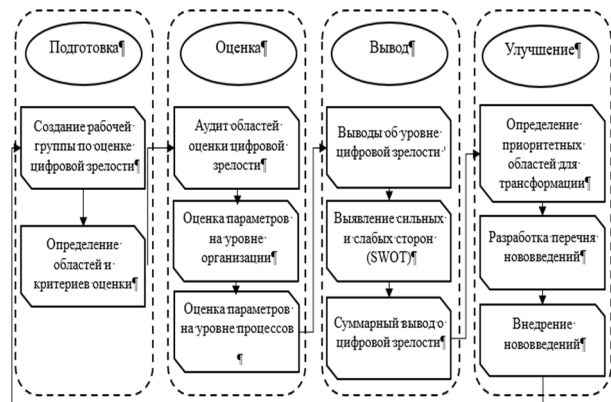 Подготовка¶
Создание рабочей
группы по оценке
цифровой зрелости¶
Определение
областей и
критериев оценки¶
Оценка¶
Аудит областей
оценки цифровой
зрелости¶
Оценка параметров
на уровне
организации¶
Оценка параметров
на уровне процессов
¶
Вывод¶
Выводы об уровне
цифровой зрелости
Выявление сильных
и слабых сторон
(SWOT)¶
Суммарный вывод о
цифровой зрелости¶
Улучшение¶
Определение
приоритетных
областей для
трансформации¶
Разработка перечня
нововведений¶
Внедрение
нововведений¶